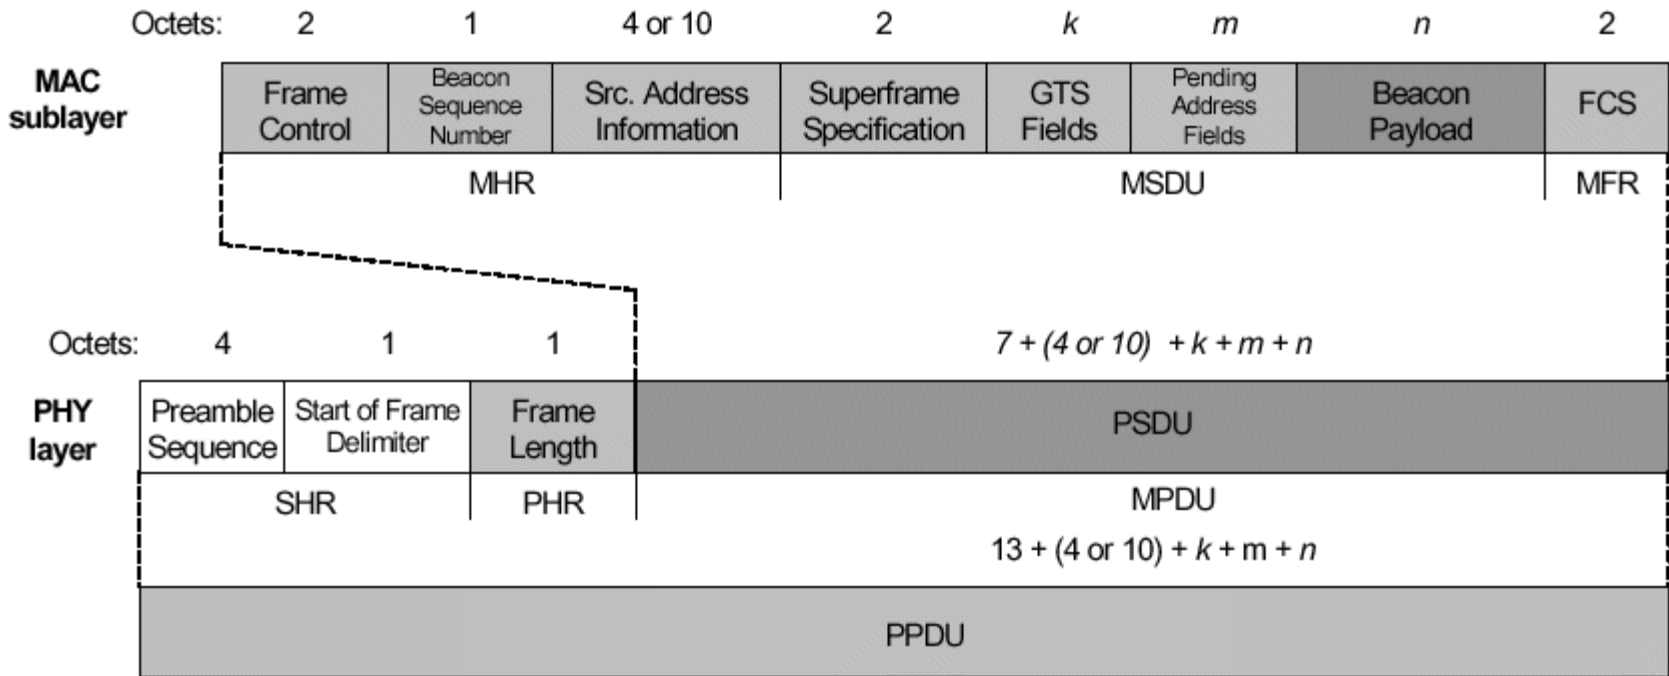 Octets: 2 1 4 or 10 2 k m n 2
MAC
sublayer
Frame
Control
Beacon
Sequence
Number
Src. Address
Information
Superframe
Specification
GTS
Fields
Pending
Address
Fields
Beacon
Payload
FCS
MHR MSDU MFR
Octets: 4 1 1 7 + (4 or 10) + k + m + n
PHY
layer
Preamble
Sequence
Start of Frame
Delimiter
Frame
Length
PSDU
SHR PHR MPDU
13 + (4 or 10) + k + m + n
PPDU